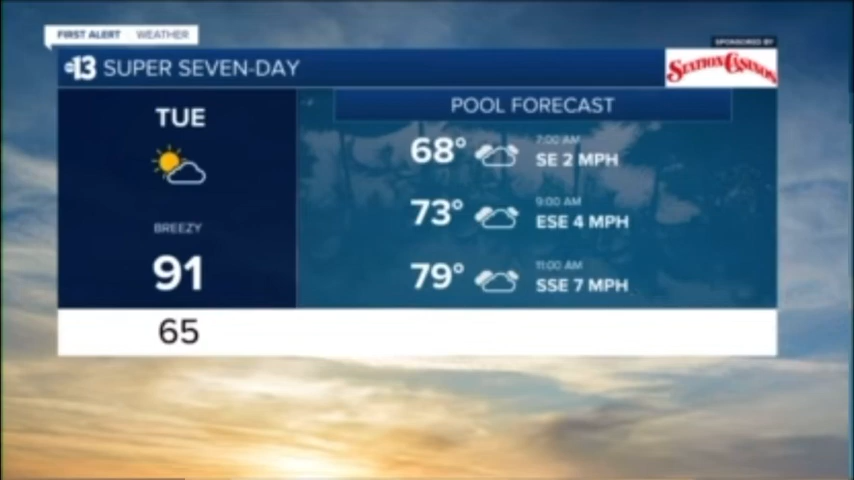 FIRST ALERT WEATHER
SPONSORED BY
13 SUPER SEVEN-DAY
STATION CASINOS
TUE
BREEZY
91
65
POOL FORECAST
68° 7:00 AM
SE 2 MPH
73° 9:00 AM
ESE 4 MPH
79° 11:00 AM
SSE 7 MPH